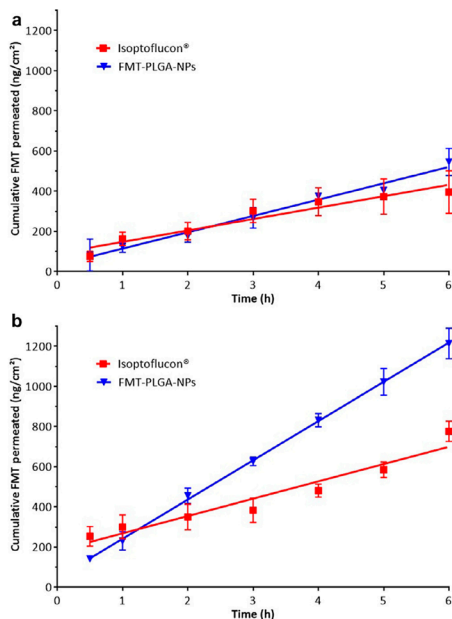 a
1200
1000
800
600
400
200
0
Cumulative FMT permeated (ng/cm²)
Isoptoflucon®
FMT-PLGA-NPs
0 1 2 3 4 5 6
Time (h)
b
1200
1000
800
600
400
200
0
Cumulative FMT permeated (ng/cm²)
Isoptoflucon®
FMT-PLGA-NPs
0 1 2 3 4 5 6
Time (h)